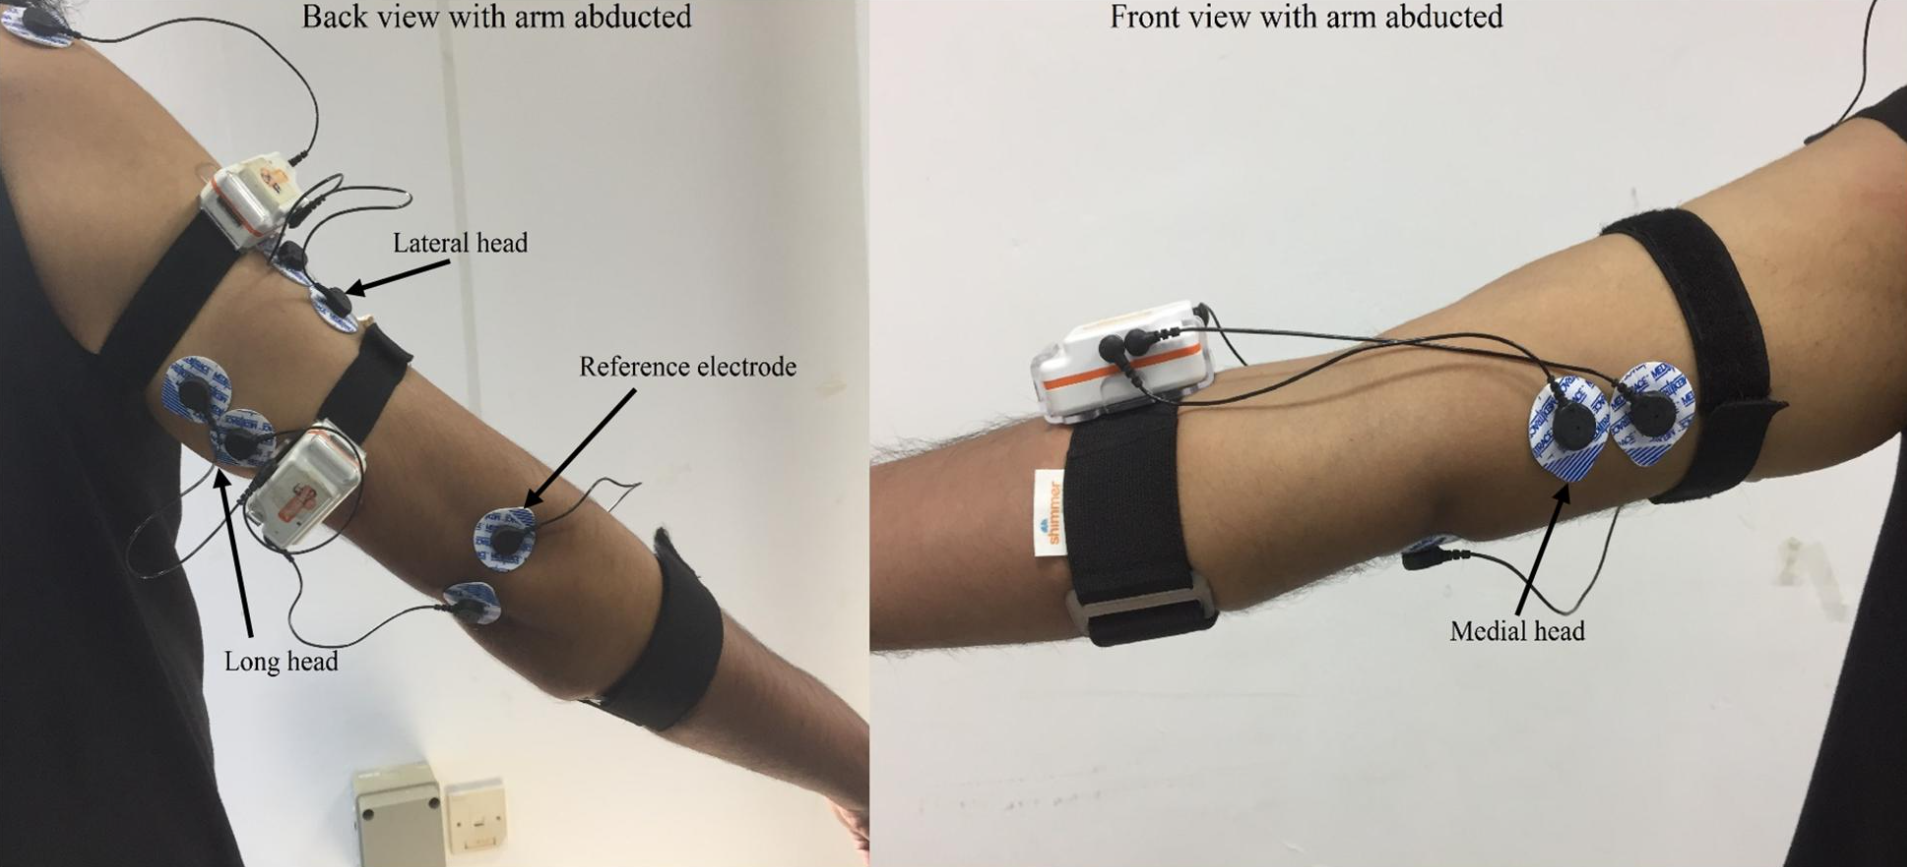 Back view with arm abducted
Front view with arm abducted
Lateral head
Reference electrode
Long head
Medial head
shimmer